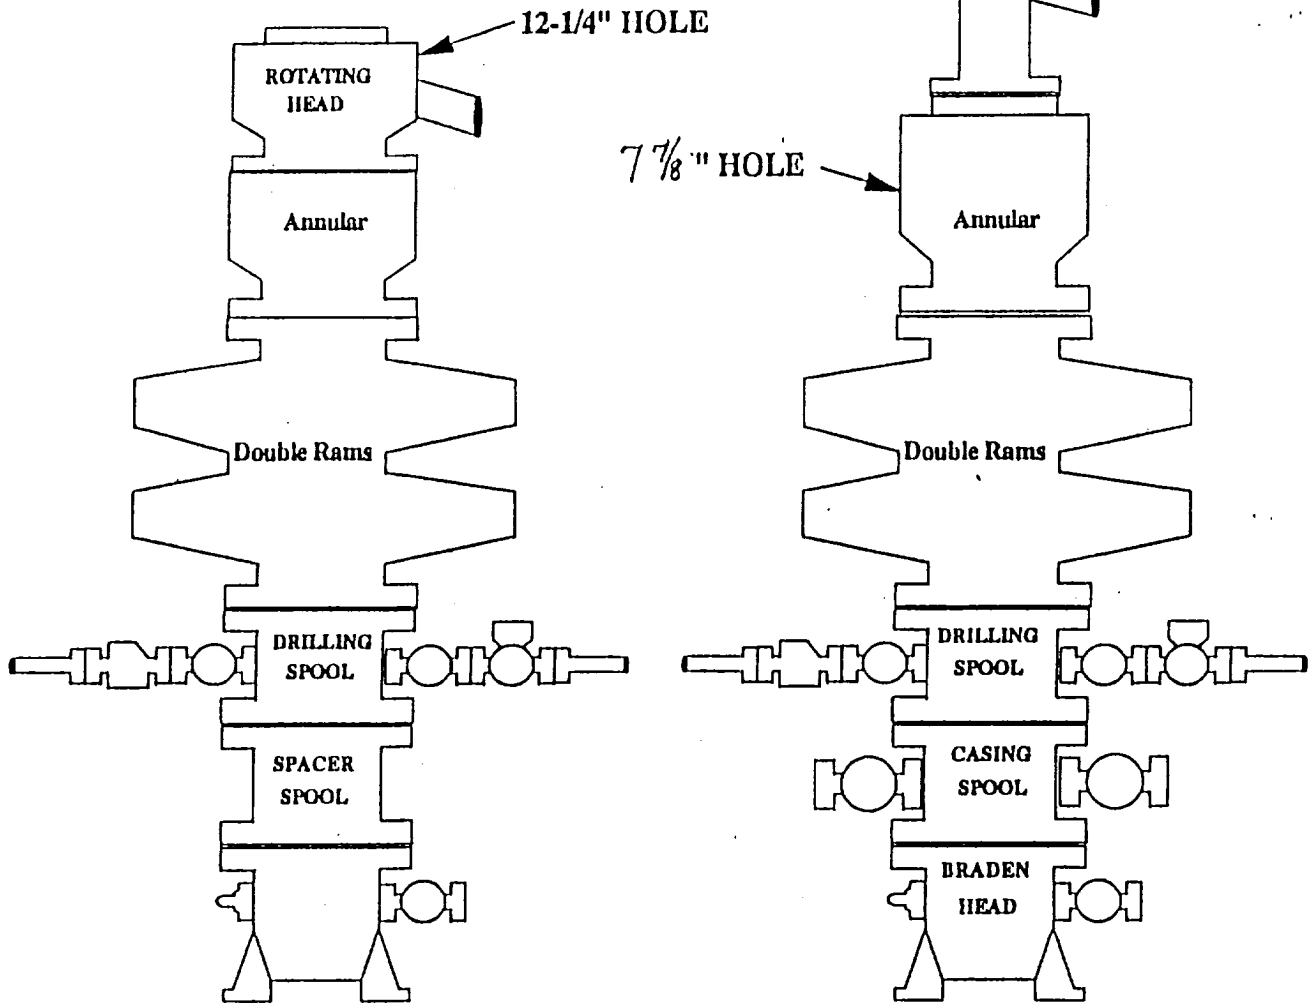 12-1/4" HOLE
ROTATING
HEAD
Annular
Double Rams
DRILLING
SPOOL
SPACER
SPOOL
7 7/8" HOLE
Annular
Double Rams
DRILLING
SPOOL
CASING
SPOOL
BRADEN
HEAD